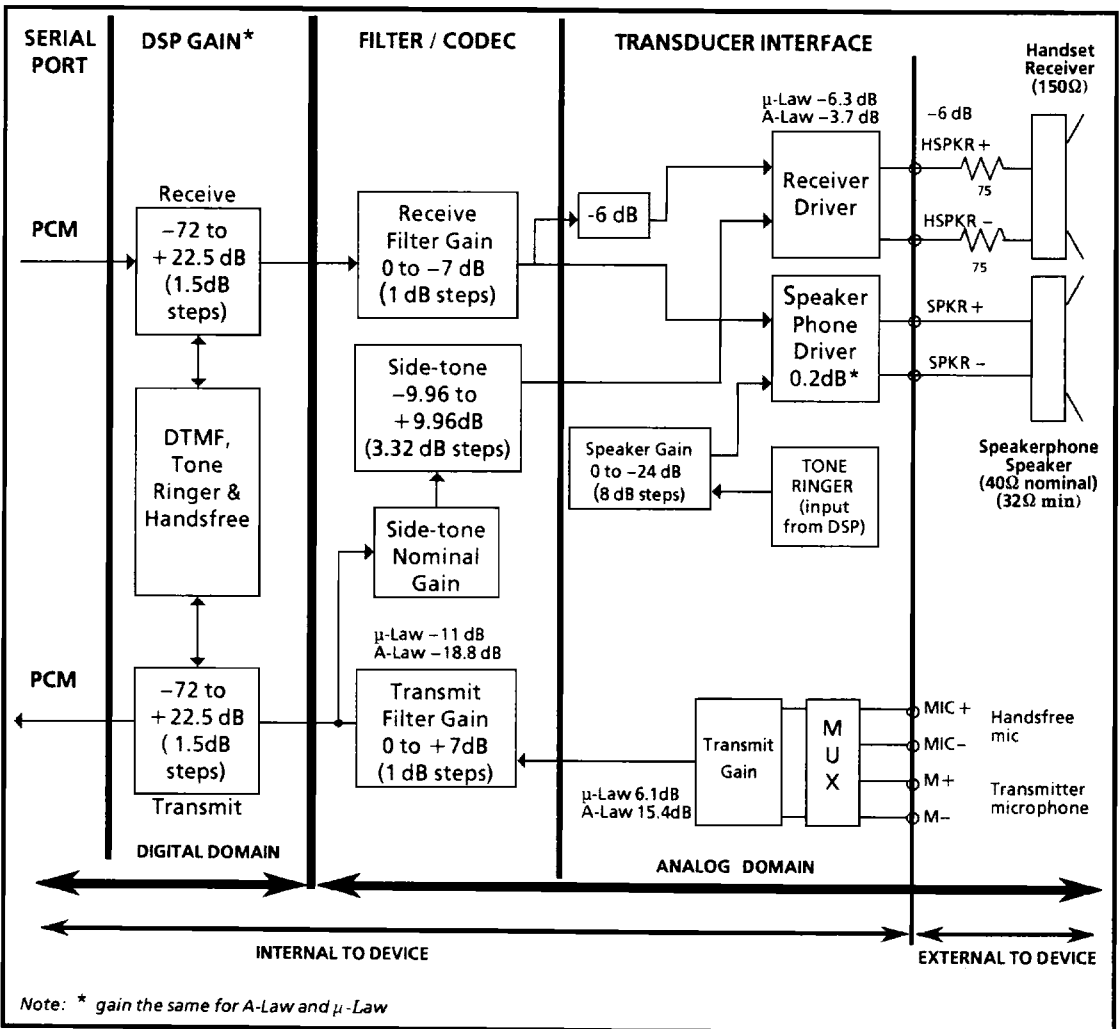 SERIAL
PORT
DSP GAIN*
FILTER / CODEC
TRANSDUCER INTERFACE
Handset
Receiver
(150Ω)
μ-Law –6.3 dB
A-Law –3.7 dB
–6 dB
HSPKR+
75
HSPKR –
75
Receiver
Driver
-6 dB
Receive
PCM
–72 to
+22.5 dB
(1.5dB
steps)
Receive
Filter Gain
0 to –7 dB
(1 dB steps)
Speaker
Phone
Driver
0.2dB*
SPKR+
SPKR –
Side-tone
–9.96 to
+9.96dB
(3.32 dB steps)
DTMF,
Tone
Ringer &
Handsfree
Speaker Gain
0 to –24 dB
(8 dB steps)
TONE
RINGER
(input
from DSP)
Speakerphone
Speaker
(40Ω nominal)
(32Ω min)
Side-tone
Nominal
Gain
μ-Law –11 dB
A-Law –18.8 dB
PCM
–72 to
+22.5 dB
(1.5dB
steps)
Transmit
Transmit
Filter Gain
0 to +7dB
(1 dB steps)
μ-Law 6.1dB
A-Law 15.4dB
Transmit
Gain
M
U
X
MIC+
MIC–
M+
M–
Handsfree
mic
Transmitter
microphone
DIGITAL DOMAIN
ANALOG DOMAIN
INTERNAL TO DEVICE
EXTERNAL TO DEVICE
Note: * gain the same for A-Law and μ-Law